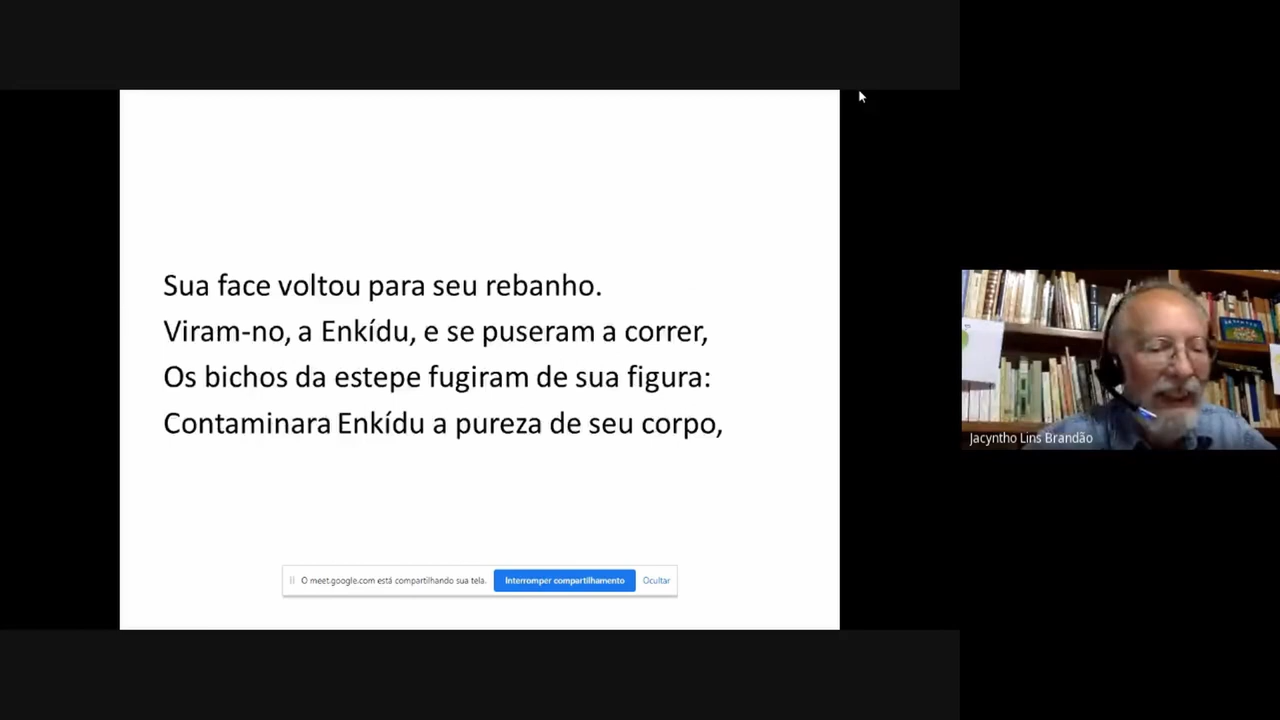 Sua face voltou para seu rebanho.
Viram-no, a Enkídu, e se puseram a correr,
Os bichos da estepe fugiram de sua figura:
Contaminara Enkídu a pureza de seu corpo,
O meet.google.com está compartilhando sua tela.
Interromper compartilhamento
Ocultar
Jacyntho Lins Brandão